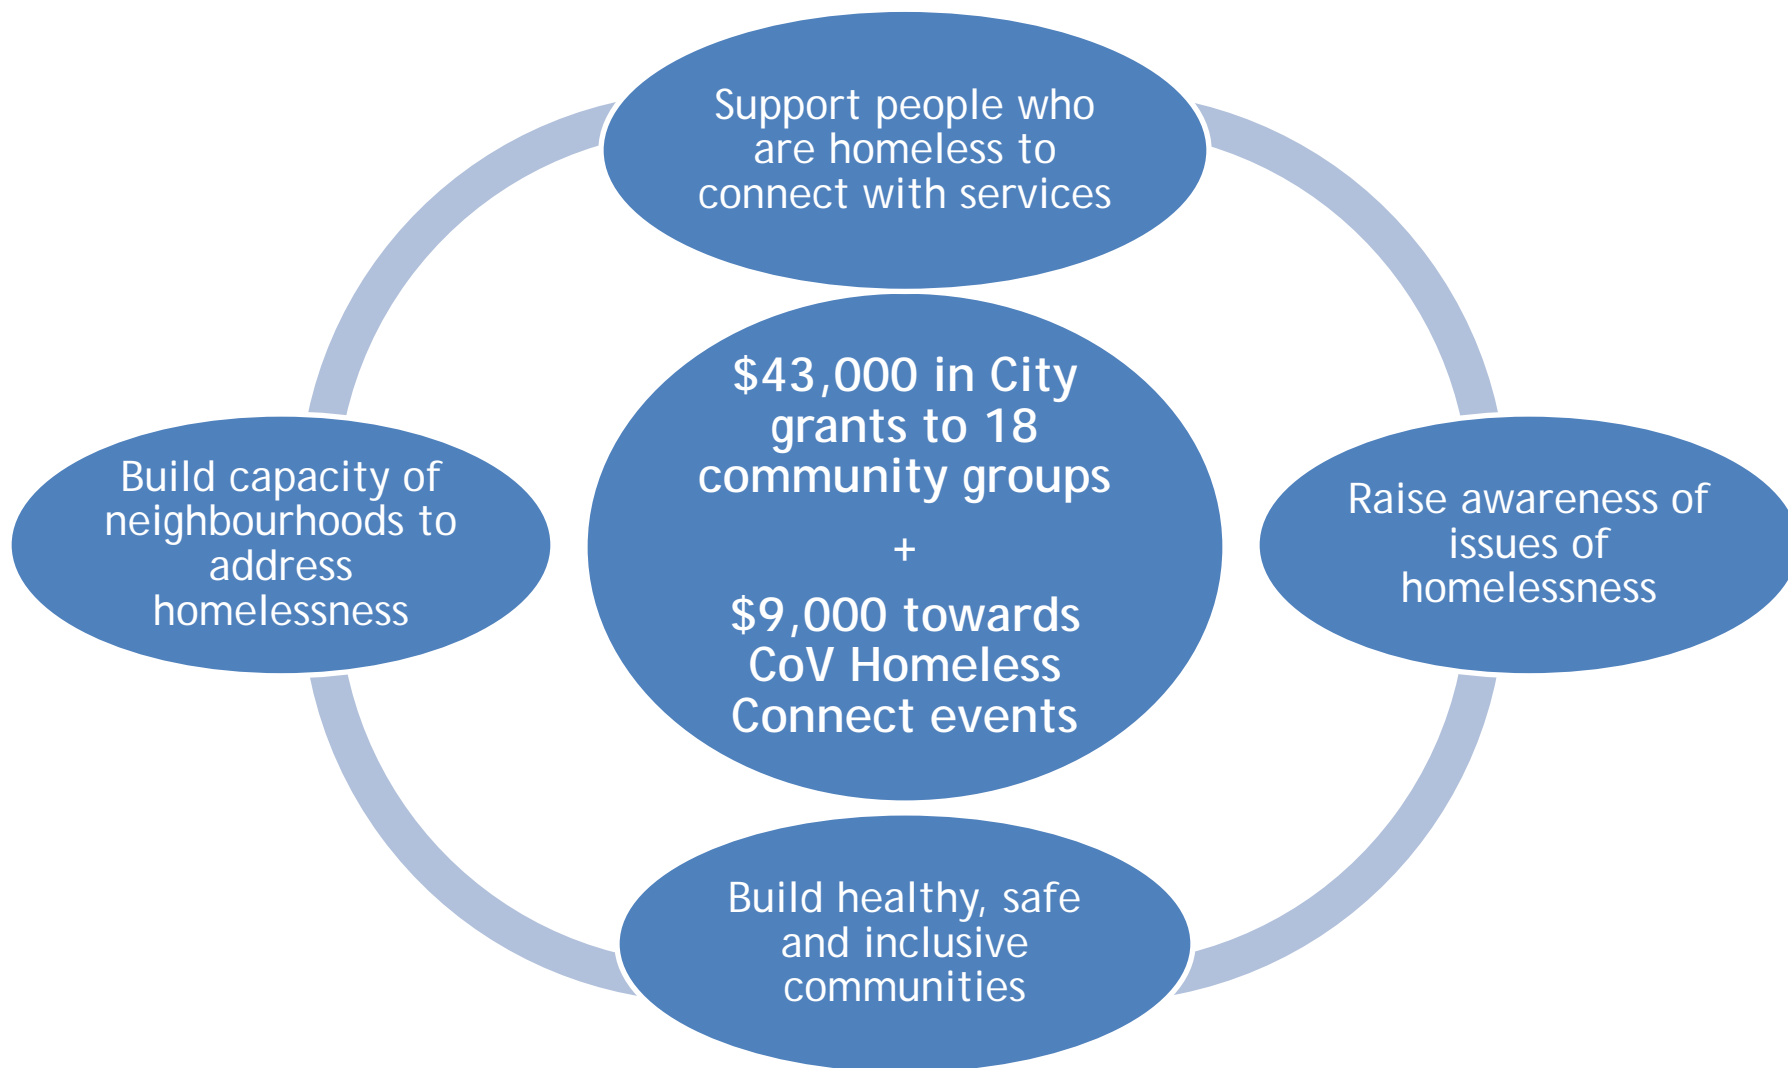 Support people who
are homeless to
connect with services
$43,000 in City
grants to 18
community groups
+
$9,000 towards
CoV Homeless
Connect events
Build capacity of
neighbourhoods to
address
homelessness
Raise awareness of
issues of
homelessness
Build healthy, safe
and inclusive
communities